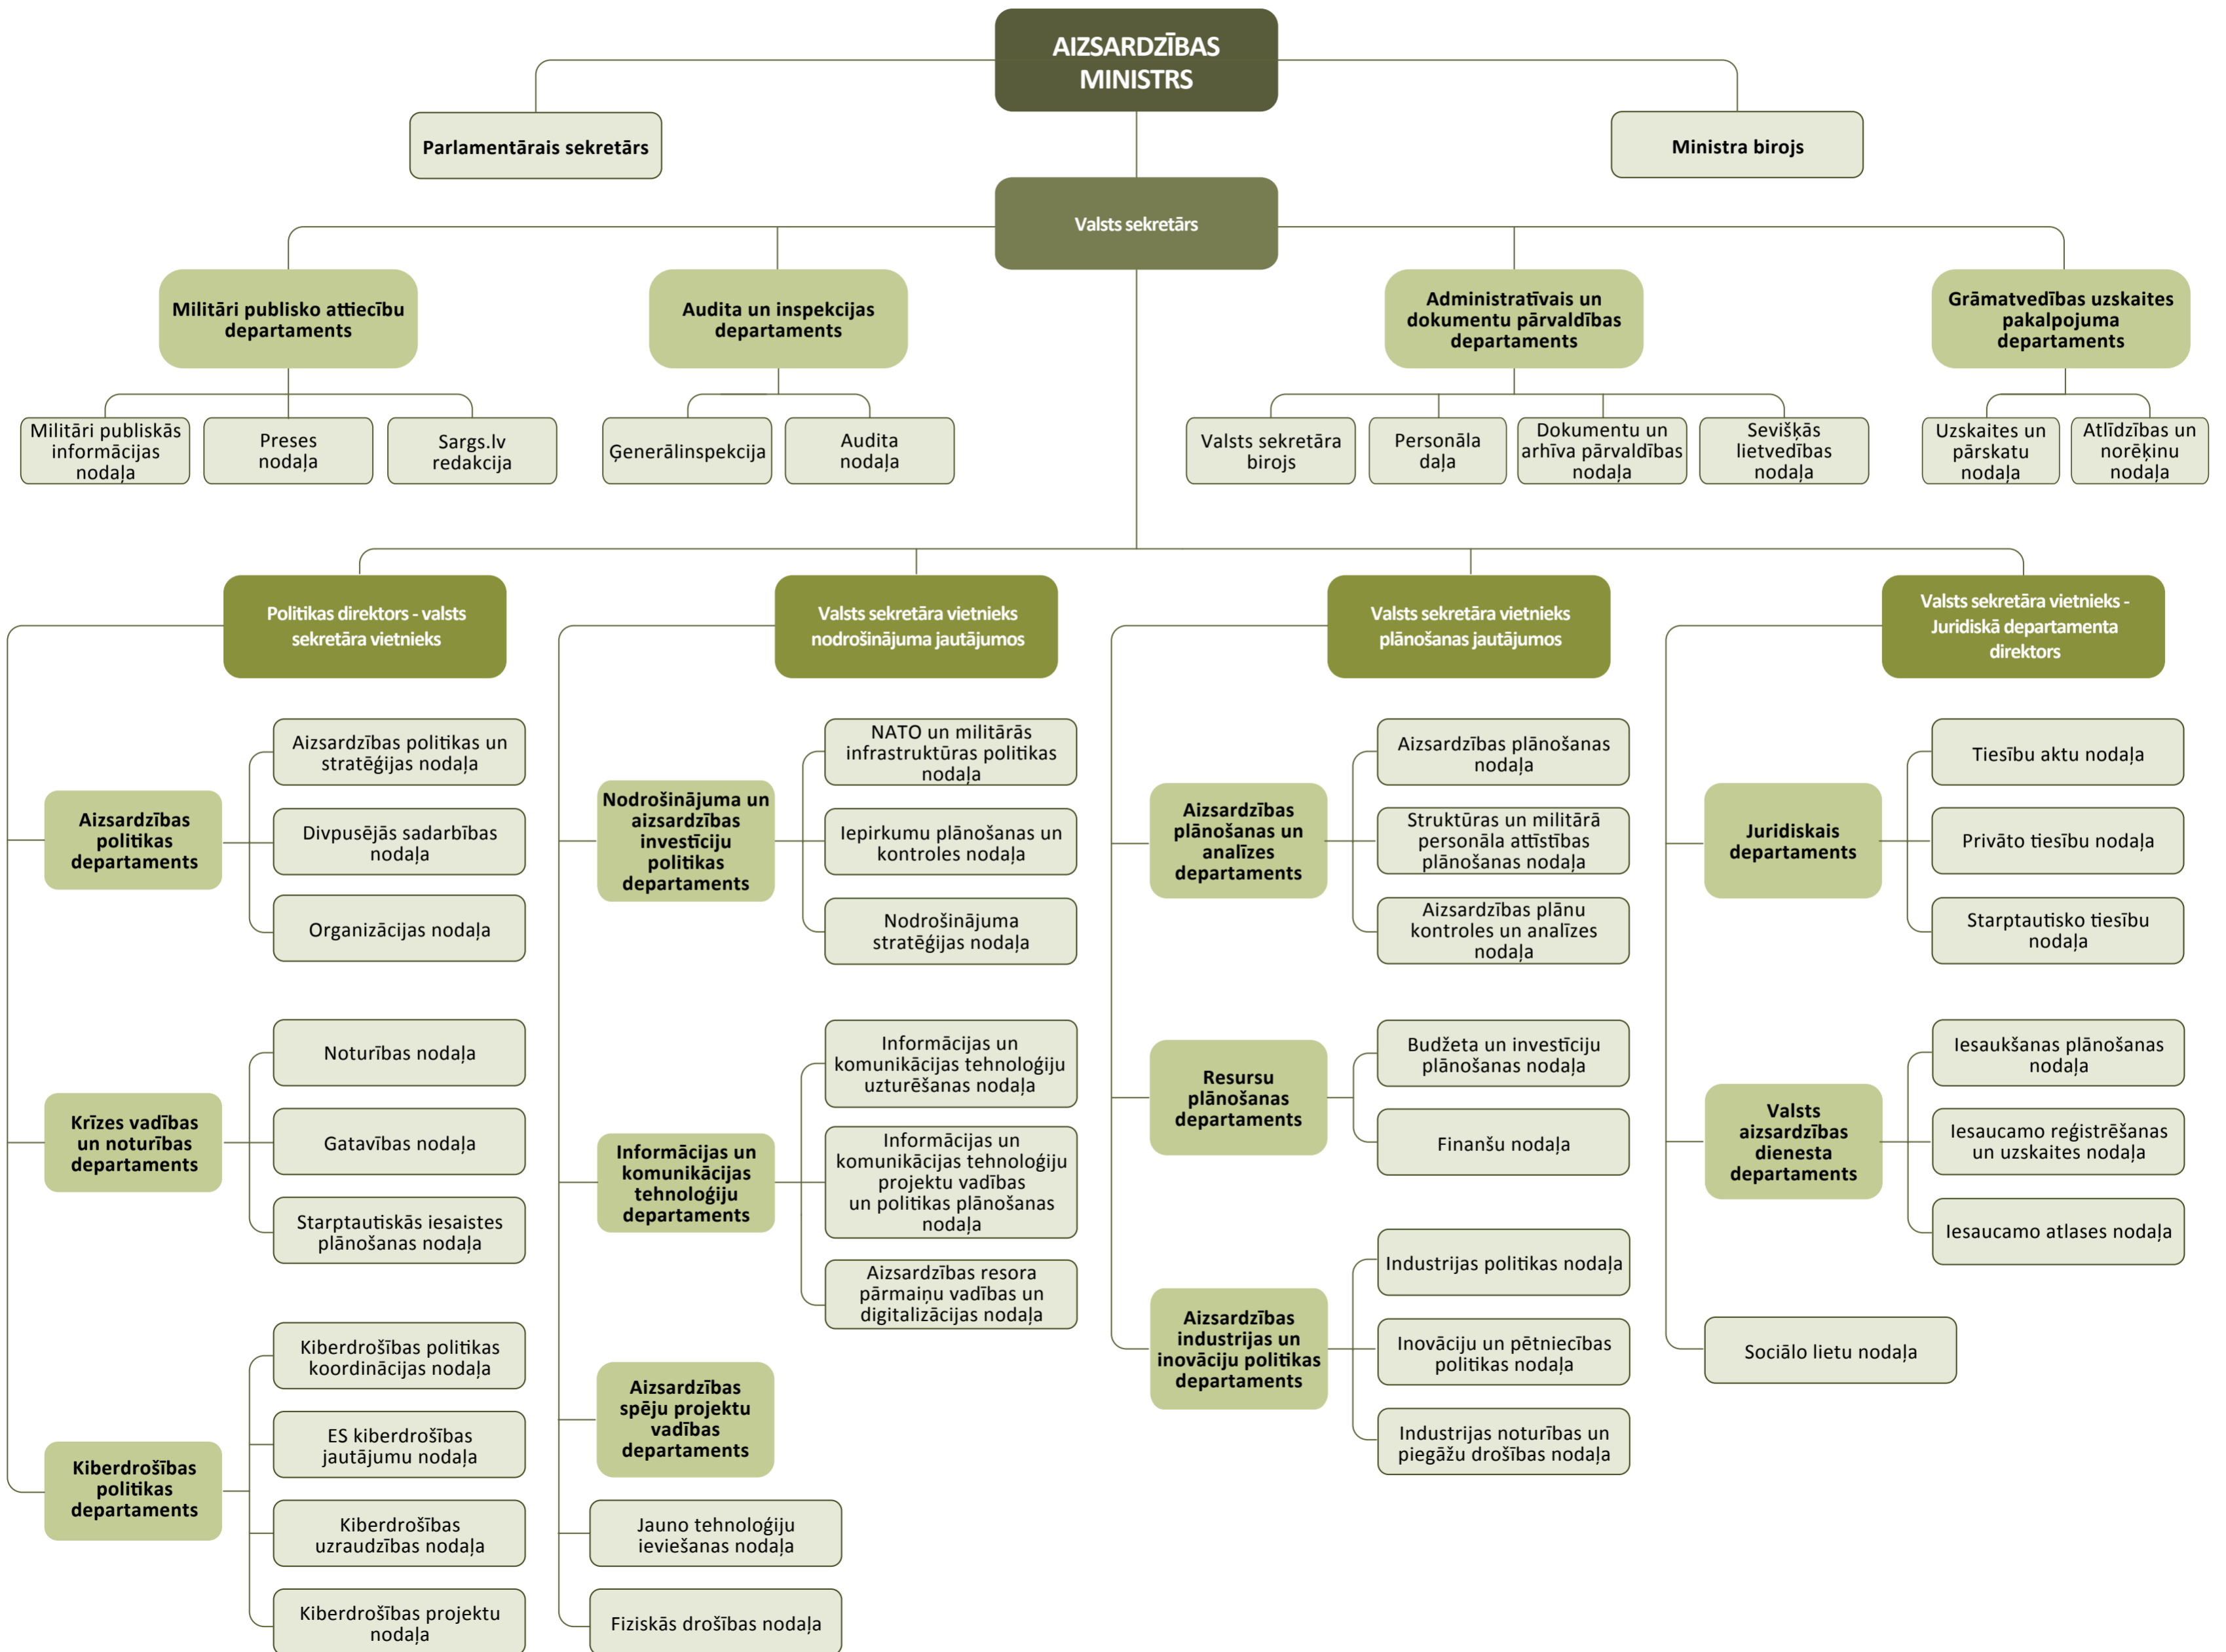 AIZSARDZĪBAS
MINISTRS
Parlamentārais sekretārs
Ministra birojs
Valsts sekretārs
Militāri publisko attiecību
departaments
Audita un inspekcijas
departaments
Administratīvais un
dokumentu pārvaldības
departaments
Grāmatvedības uzskaites
pakalpojuma
departaments
Militāri publiskās
informācijas
nodaļa
Preses
nodaļa
Sargs.lv
redakcija
Ģenerālinspekcija
Audita
nodaļa
Valsts sekretāra
birojs
Personāla
daļa
Dokumentu un
arhīva pārvaldības
nodaļa
Sevišķās
lietvedības
nodaļa
Uzskaites un
pārskatu
nodaļa
Atlīdzības un
norēķinu
nodaļa
Politikas direktors - valsts
sekretāra vietnieks
Valsts sekretāra vietnieks
nodrošinājuma jautājumos
Valsts sekretāra vietnieks
plānošanas jautājumos
Valsts sekretāra vietnieks -
Juridiskā departamenta
direktors
Aizsardzības
politikas
departaments
Aizsardzības politikas un
stratēģijas nodaļa
Divpusējās sadarbības
nodaļa
Organizācijas nodaļa
Krīzes vadības
un noturības
departaments
Noturības nodaļa
Gatavības nodaļa
Starptautiskās iesaistes
plānošanas nodaļa
Kiberdrošības
politikas
departaments
Kiberdrošības politikas
koordinācijas nodaļa
ES kiberdrošības
jautājumu nodaļa
Kiberdrošības
uzraudzības nodaļa
Kiberdrošības projektu
nodaļa
Nodrošinājuma un
aizsardzības
investīciju
politikas
departaments
NATO un militārās
infrastruktūras politikas
nodaļa
Iepirkumu plānošanas un
kontroles nodaļa
Nodrošinājuma
stratēģijas nodaļa
Informācijas un
komunikācijas
tehnoloģiju
departaments
Informācijas un
komunikācijas tehnoloģiju
uzturēšanas nodaļa
Informācijas un
komunikācijas tehnoloģiju
projektu vadības
un politikas plānošanas
nodaļa
Aizsardzības resora
pārmaiņu vadības un
digitalizācijas nodaļa
Aizsardzības
spēju projektu
vadības
departaments
Jauno tehnoloģiju
ieviešanas nodaļa
Fiziskās drošības nodaļa
Aizsardzības
plānošanas un
analīzes
departaments
Aizsardzības plānošanas
nodaļa
Struktūras un militārā
personāla attīstības
plānošanas nodaļa
Aizsardzības plānu
kontroles un analīzes
nodaļa
Resursu
plānošanas
departaments
Budžeta un investīciju
plānošanas nodaļa
Finanšu nodaļa
Aizsardzības
industrijas un
inovāciju politikas
departaments
Industrijas politikas nodaļa
Inovāciju un pētniecības
politikas nodaļa
Industrijas noturības un
piegāžu drošības nodaļa
Juridiskais
departaments
Tiesību aktu nodaļa
Privāto tiesību nodaļa
Starptautisko tiesību
nodaļa
Valsts
aizsardzības
dienesta
departaments
Iesaukšanas plānošanas
nodaļa
Iesaucamo reģistrēšanas
un uzskaites nodaļa
Iesaucamo atlases nodaļa
Sociālo lietu nodaļa